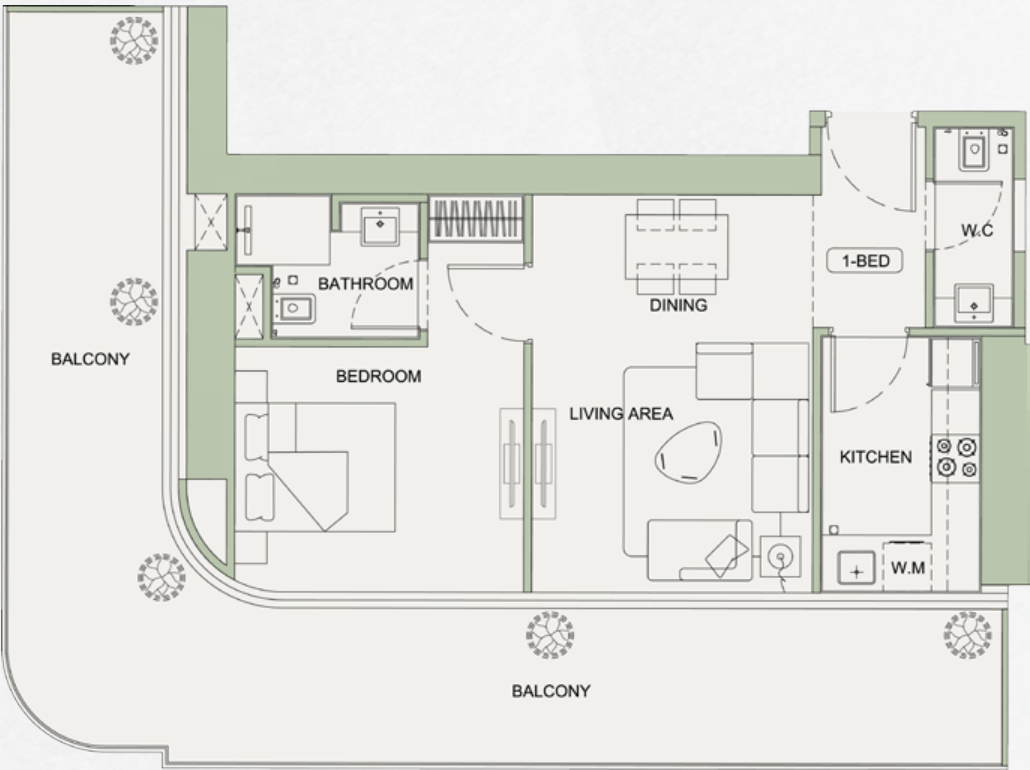 W.C
1-BED
BATHROOM
DINING
BALCONY
BEDROOM
LIVING AREA
KITCHEN
W.M
BALCONY